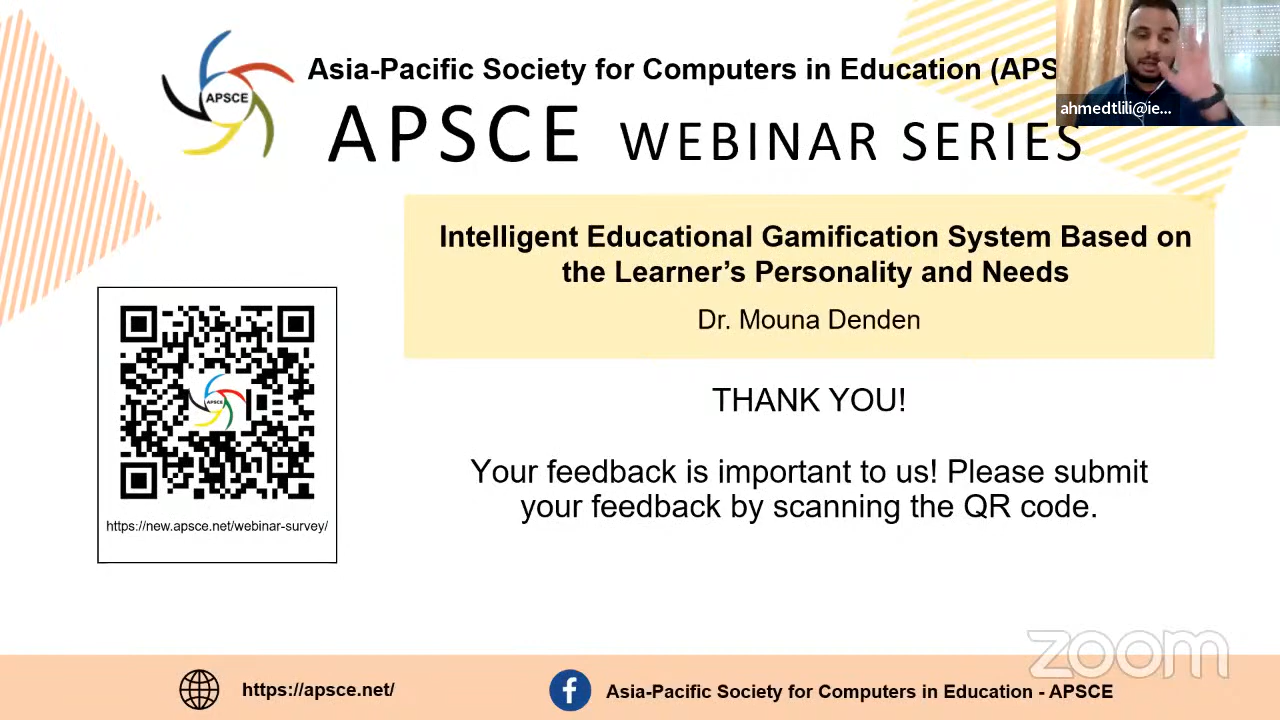 Asia-Pacific Society for Computers in Education (APS
APSCE
APSCE WEBINAR SERIES
ahmedtlili@ie...
Intelligent Educational Gamification System Based on
the Learner's Personality and Needs
Dr. Mouna Denden
THANK YOU!
APSCE
Your feedback is important to us! Please submit
your feedback by scanning the QR code.
https://new.apsce.net/webinar-survey/
zoom
https://apsce.net/
f
Asia-Pacific Society for Computers in Education - APSCE